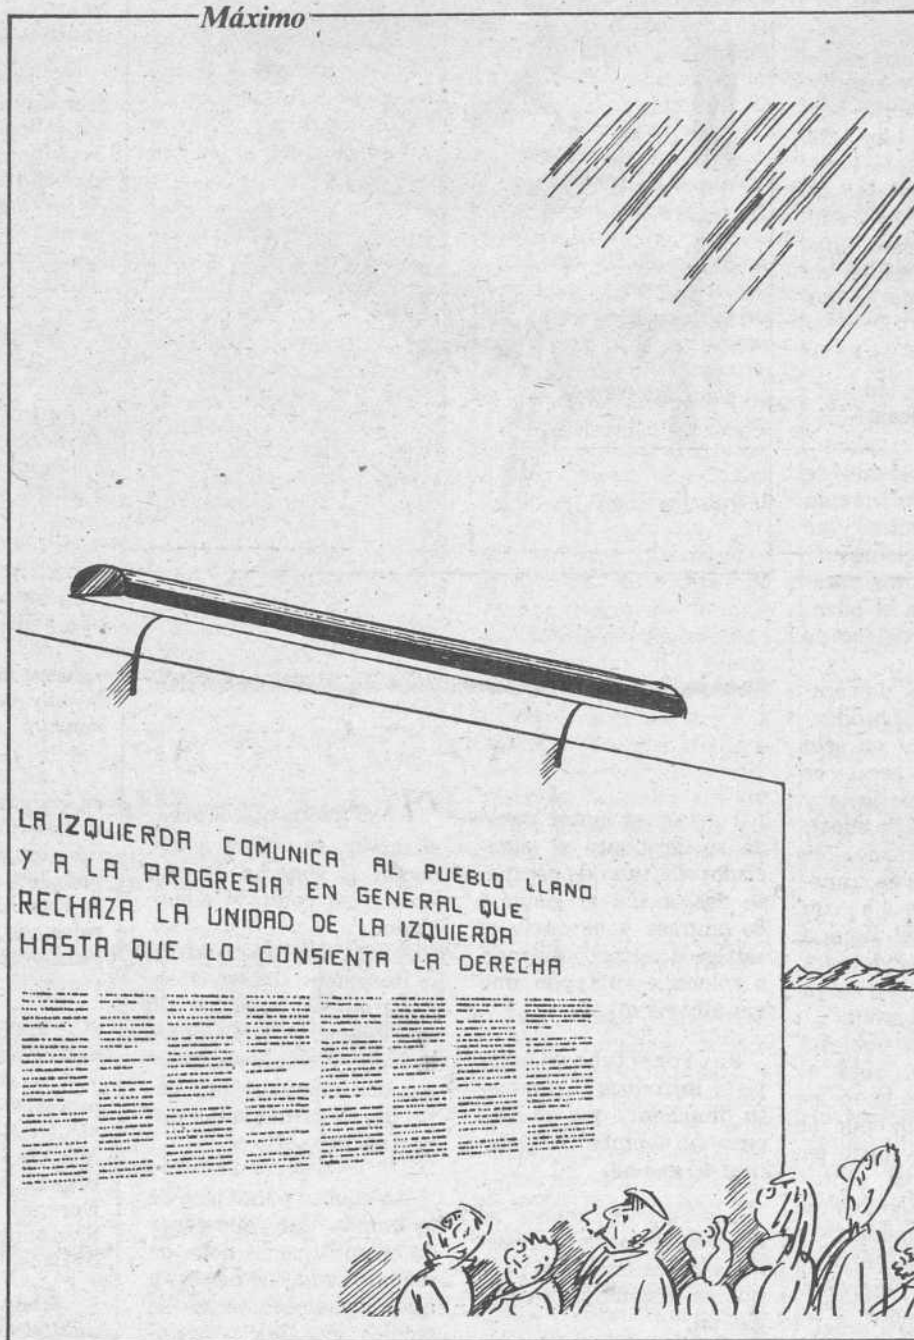 Máximo
LA IZQUIERDA COMUNICA AL PUEBLO LLANO
Y A LA PROGRESIA EN GENERAL QUE
RECHAZA LA UNIDAD DE LA IZQUIERDA
HASTA QUE LO CONSIENTA LA DERECHA